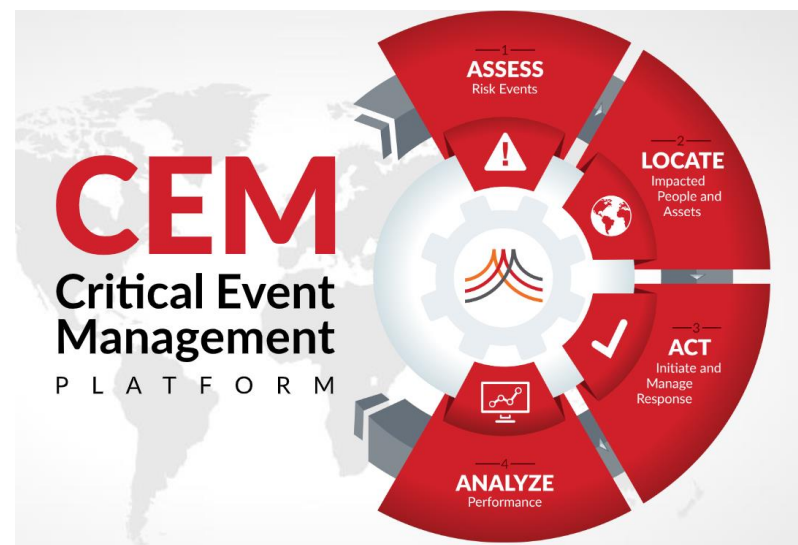 CEM
Critical Event
Management
PLATFORM
1
ASSESS
Risk Events
2
LOCATE
Impacted
People and
Assets
3
ACT
Initiate and
Manage
Response
4
ANALYZE
Performance